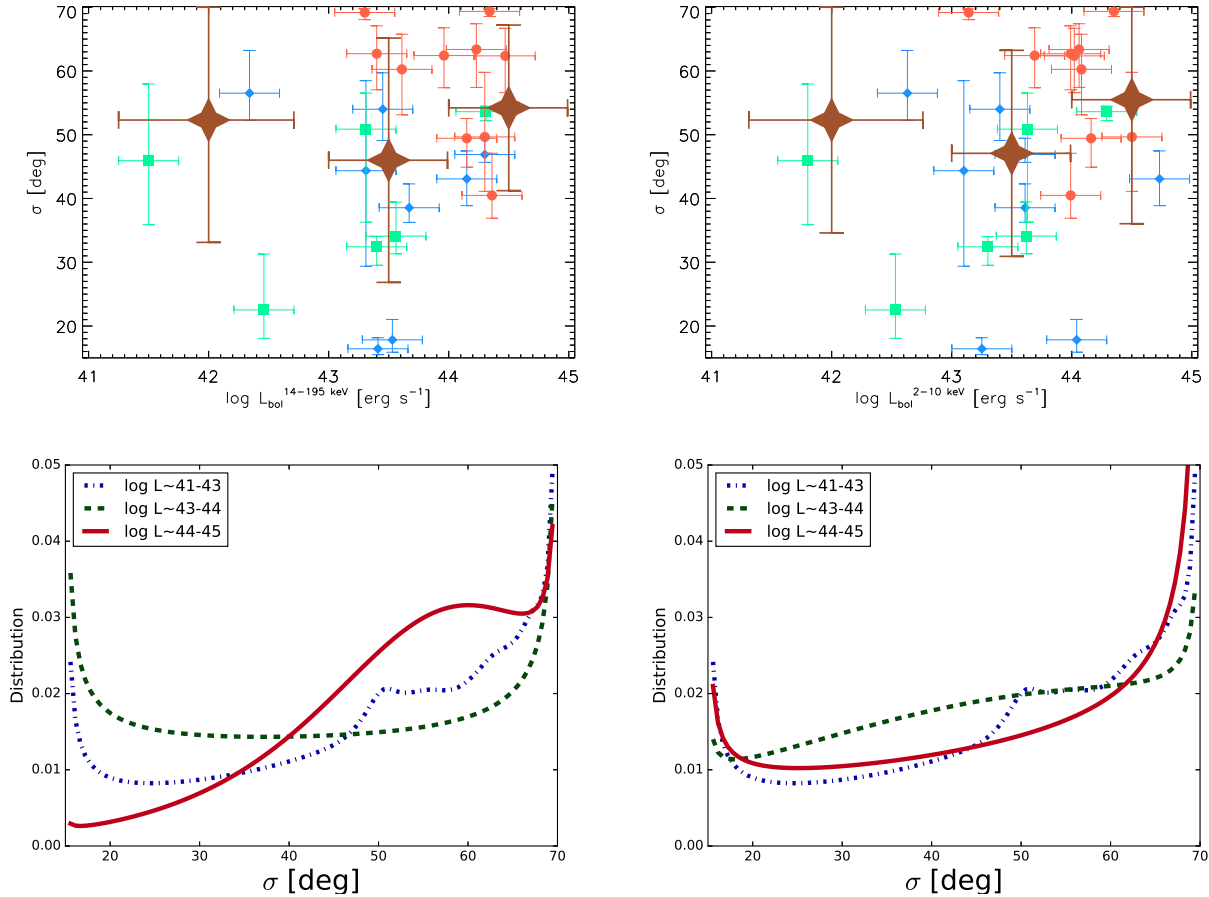 70
60
50
40
30
20
σ [deg]
41 42 43 44 45
log L_bol^14−195 keV [erg s^−1]
70
60
50
40
30
20
σ [deg]
41 42 43 44 45
log L_bol^2−10 keV [erg s^−1]
0.05
0.04
0.03
0.02
0.01
0.00
Distribution
log L~41-43
log L~43-44
log L~44-45
20 30 40 50 60 70
σ [deg]
0.05
0.04
0.03
0.02
0.01
0.00
Distribution
log L~41-43
log L~43-44
log L~44-45
20 30 40 50 60 70
σ [deg]